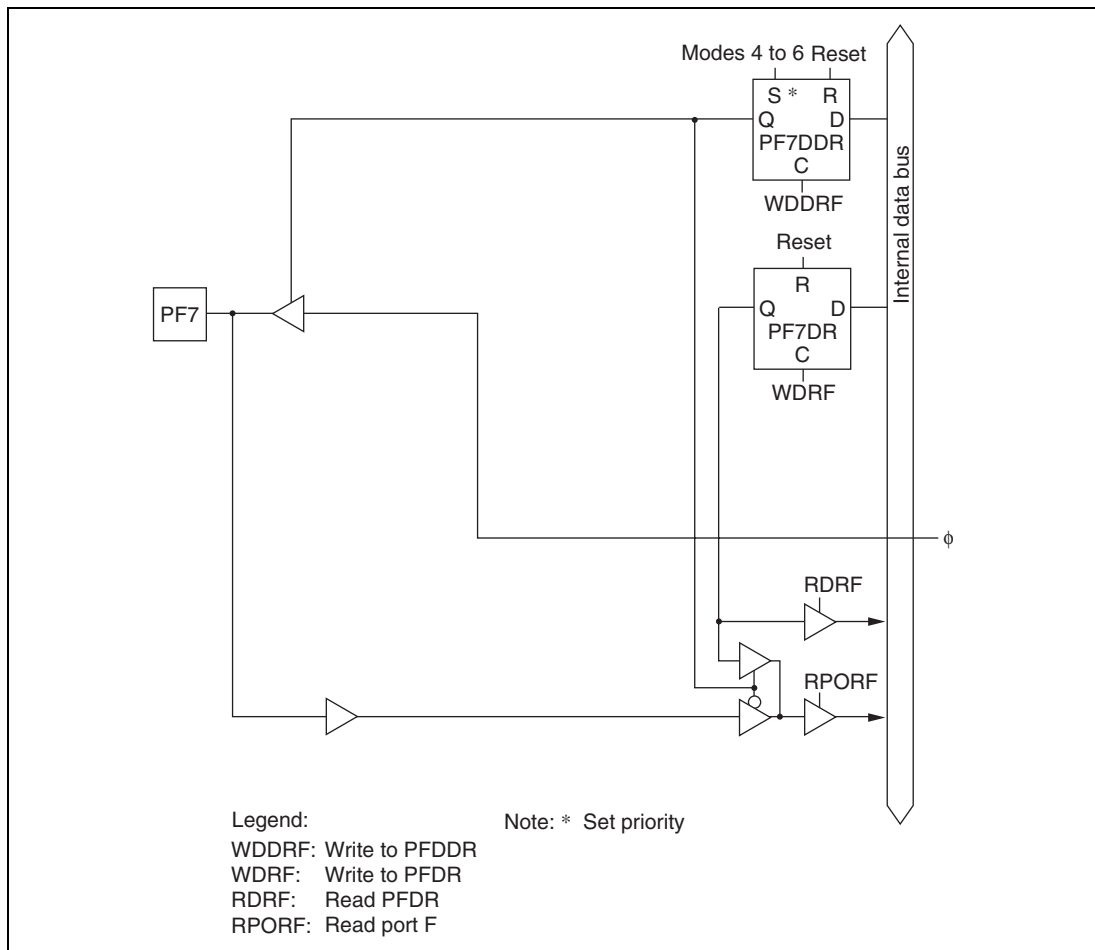 Modes 4 to 6 Reset
S * R
Q D
PF7DDR
C
WDDRF
Internal data bus
Reset
R
PF7
Q D
PF7DR
C
WDRF
ϕ
RDRF
RPORF
Legend:
WDDRF: Write to PFDDR
WDRF: Write to PFDR
RDRF: Read PFDR
RPORF: Read port F
Note: * Set priority